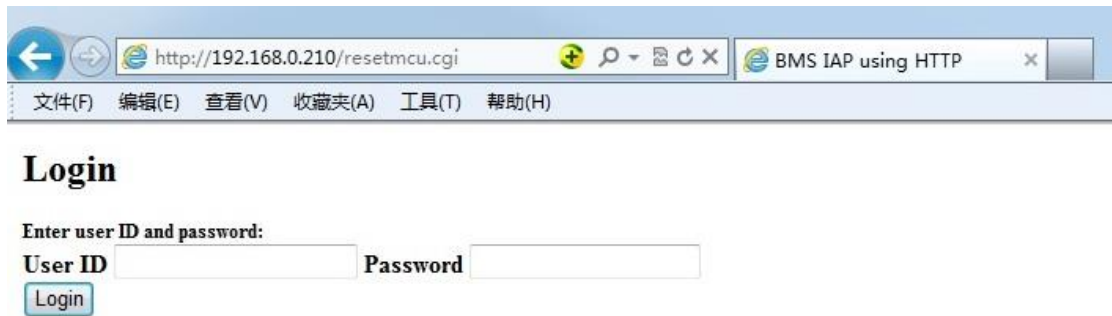 http://192.168.0.210/resetmcu.cgi
BMS IAP using HTTP
文件(F) 编辑(E) 查看(V) 收藏夹(A) 工具(T) 帮助(H)
Login
Enter user ID and password:
User ID Password
Login